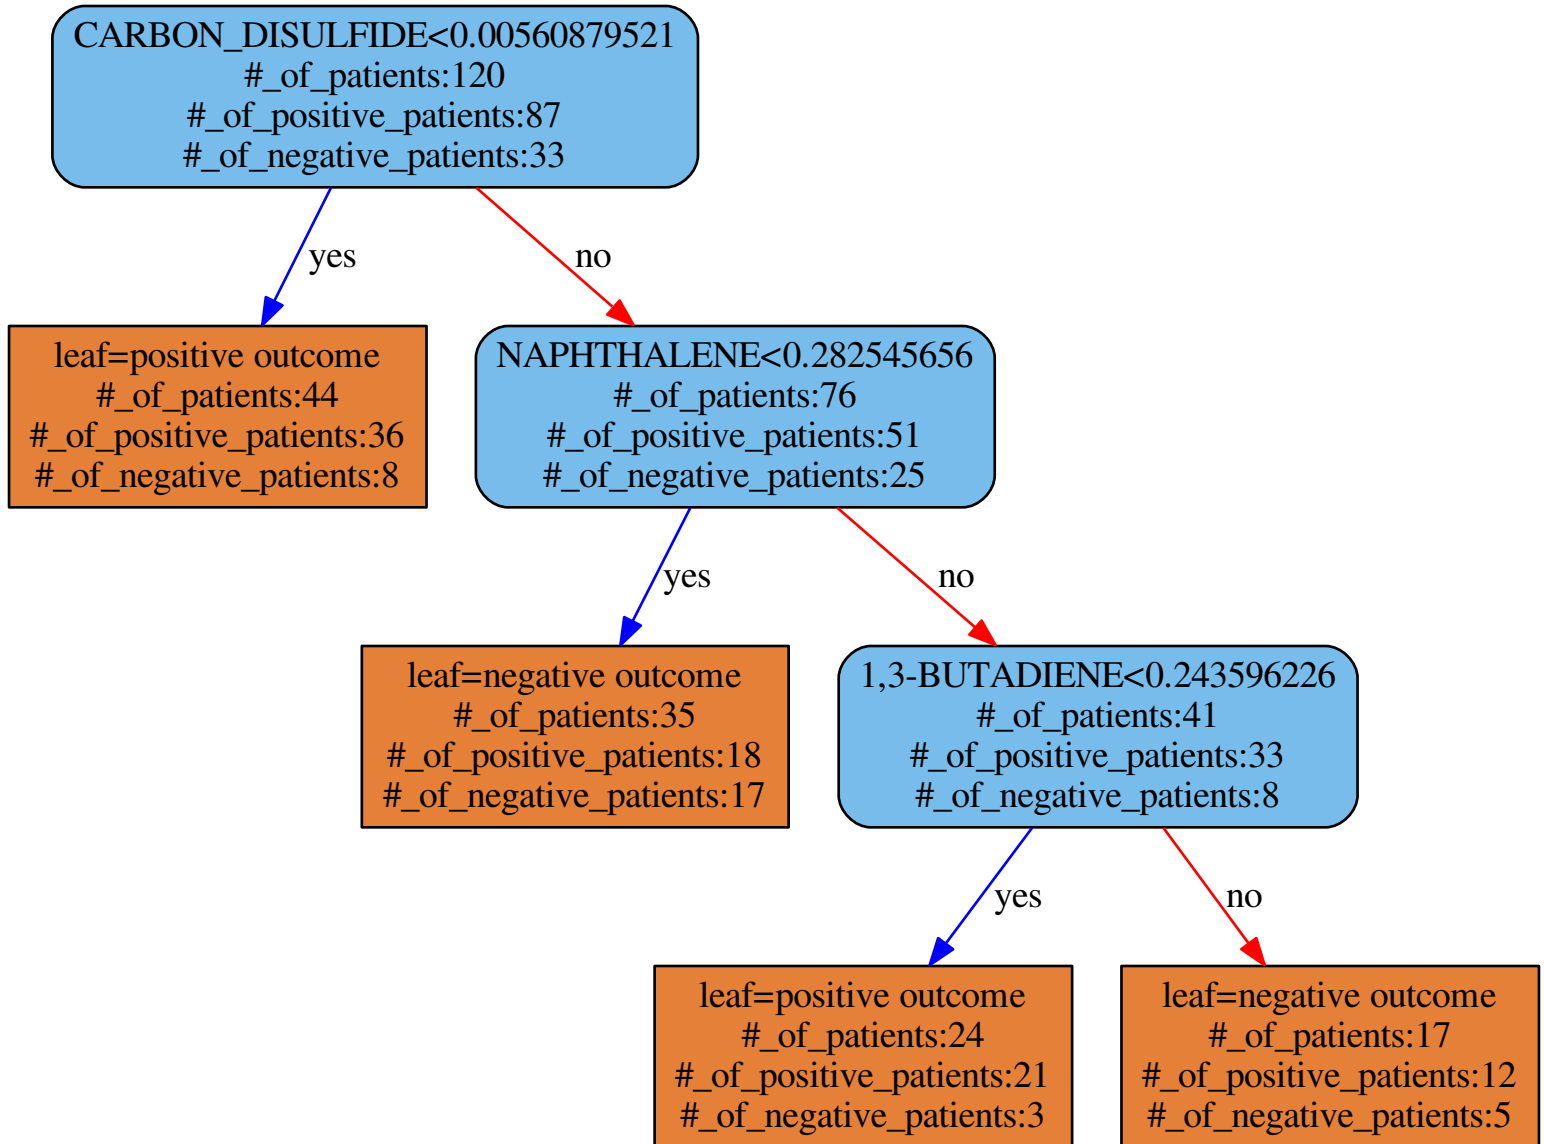 CARBON_DISULFIDE<0.00560879521
#_of_patients:120
#_of_positive_patients:87
#_of_negative_patients:33
yes
no
leaf=positive outcome
#_of_patients:44
#_of_positive_patients:36
#_of_negative_patients:8
NAPHTHALENE<0.282545656
#_of_patients:76
#_of_positive_patients:51
#_of_negative_patients:25
yes
no
leaf=negative outcome
#_of_patients:35
#_of_positive_patients:18
#_of_negative_patients:17
1,3-BUTADIENE<0.243596226
#_of_patients:41
#_of_positive_patients:33
#_of_negative_patients:8
yes
no
leaf=positive outcome
#_of_patients:24
#_of_positive_patients:21
#_of_negative_patients:3
leaf=negative outcome
#_of_patients:17
#_of_positive_patients:12
#_of_negative_patients:5